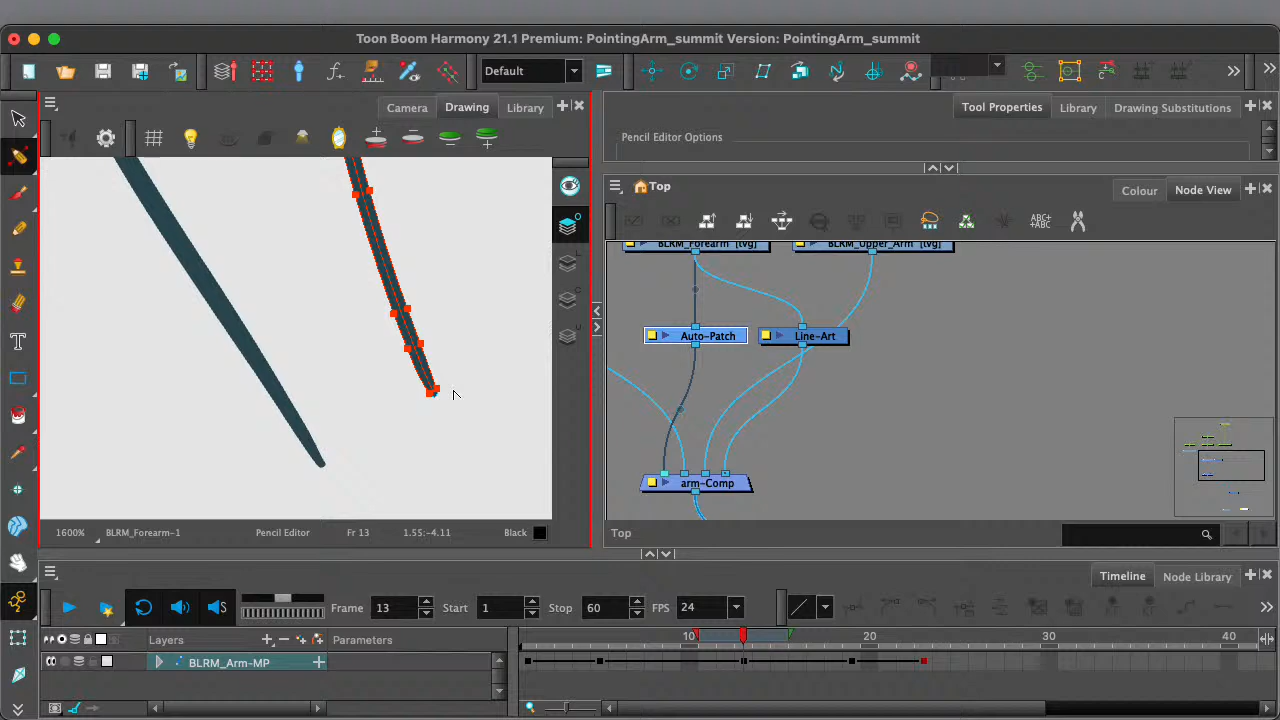 Toon Boom Harmony 21.1 Premium: PointingArm_summit Version: PointingArm_summit
Default
Camera
Drawing
Library
Tool Properties
Library
Drawing Substitutions
Pencil Editor Options
Top
Colour
Node View
ABC+
+ABC
BLRM_Forearm [tvg]
BLRM_Upper_Arm [tvg]
Auto-Patch
Line-Art
arm-Comp
T
1600%
BLRM_Forearm-1
Pencil Editor
Fr 13
1.55:-4.11
Black
Top
Timeline
Node Library
Frame 13
Start 1
Stop 60
FPS 24
Layers
Parameters
10
20
30
40
BLRM_Arm-MP